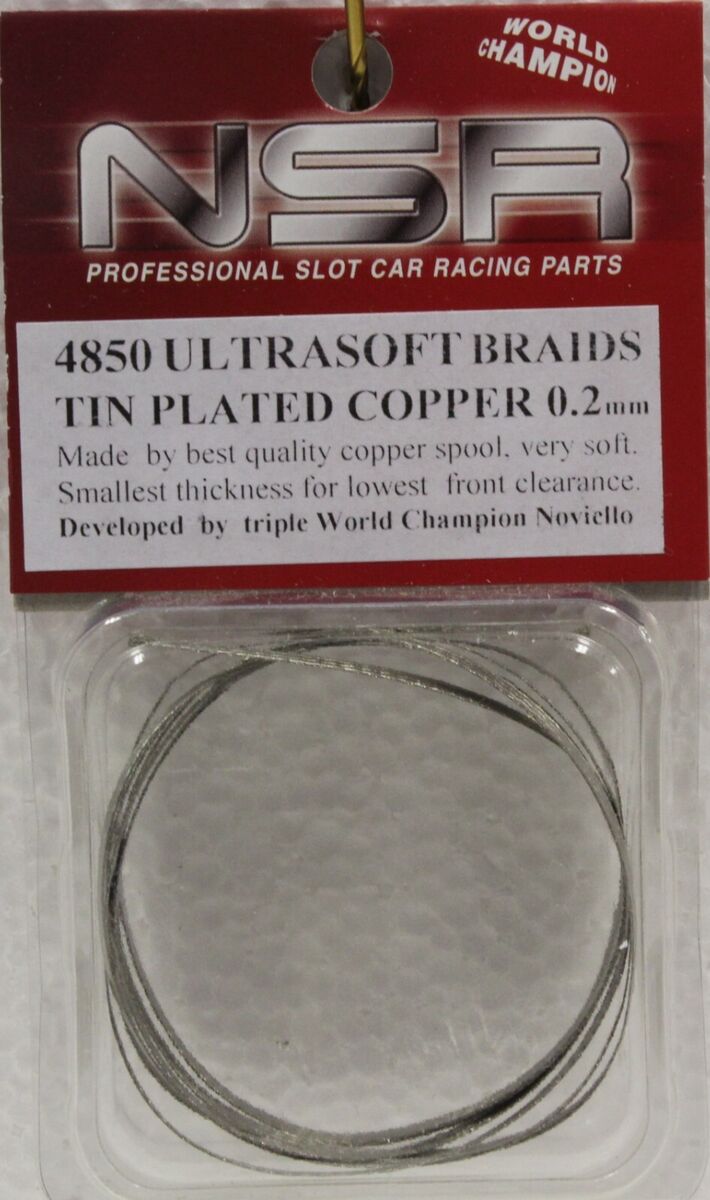 WORLD
CHAMPION
NSR
PROFESSIONAL SLOT CAR RACING PARTS
4850 ULTRASOFT BRAIDS
TIN PLATED COPPER 0.2mm
Made by best quality copper spool, very soft.
Smallest thickness for lowest front clearance.
Developed by triple World Champion Noviello